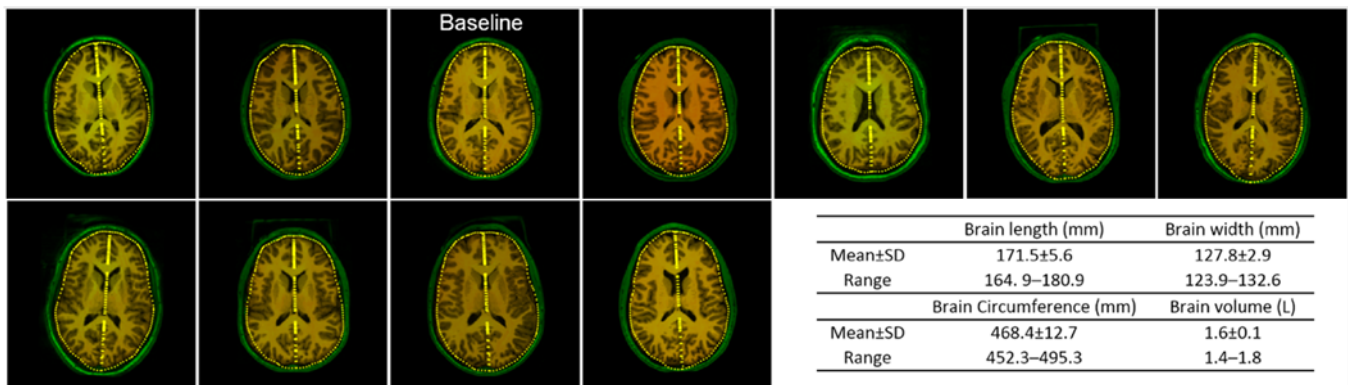 Baseline
Brain length (mm) Brain width (mm)
Mean±SD 171.5±5.6 127.8±2.9
Range 164. 9–180.9 123.9–132.6
Brain Circumference (mm) Brain volume (L)
Mean±SD 468.4±12.7 1.6±0.1
Range 452.3–495.3 1.4–1.8